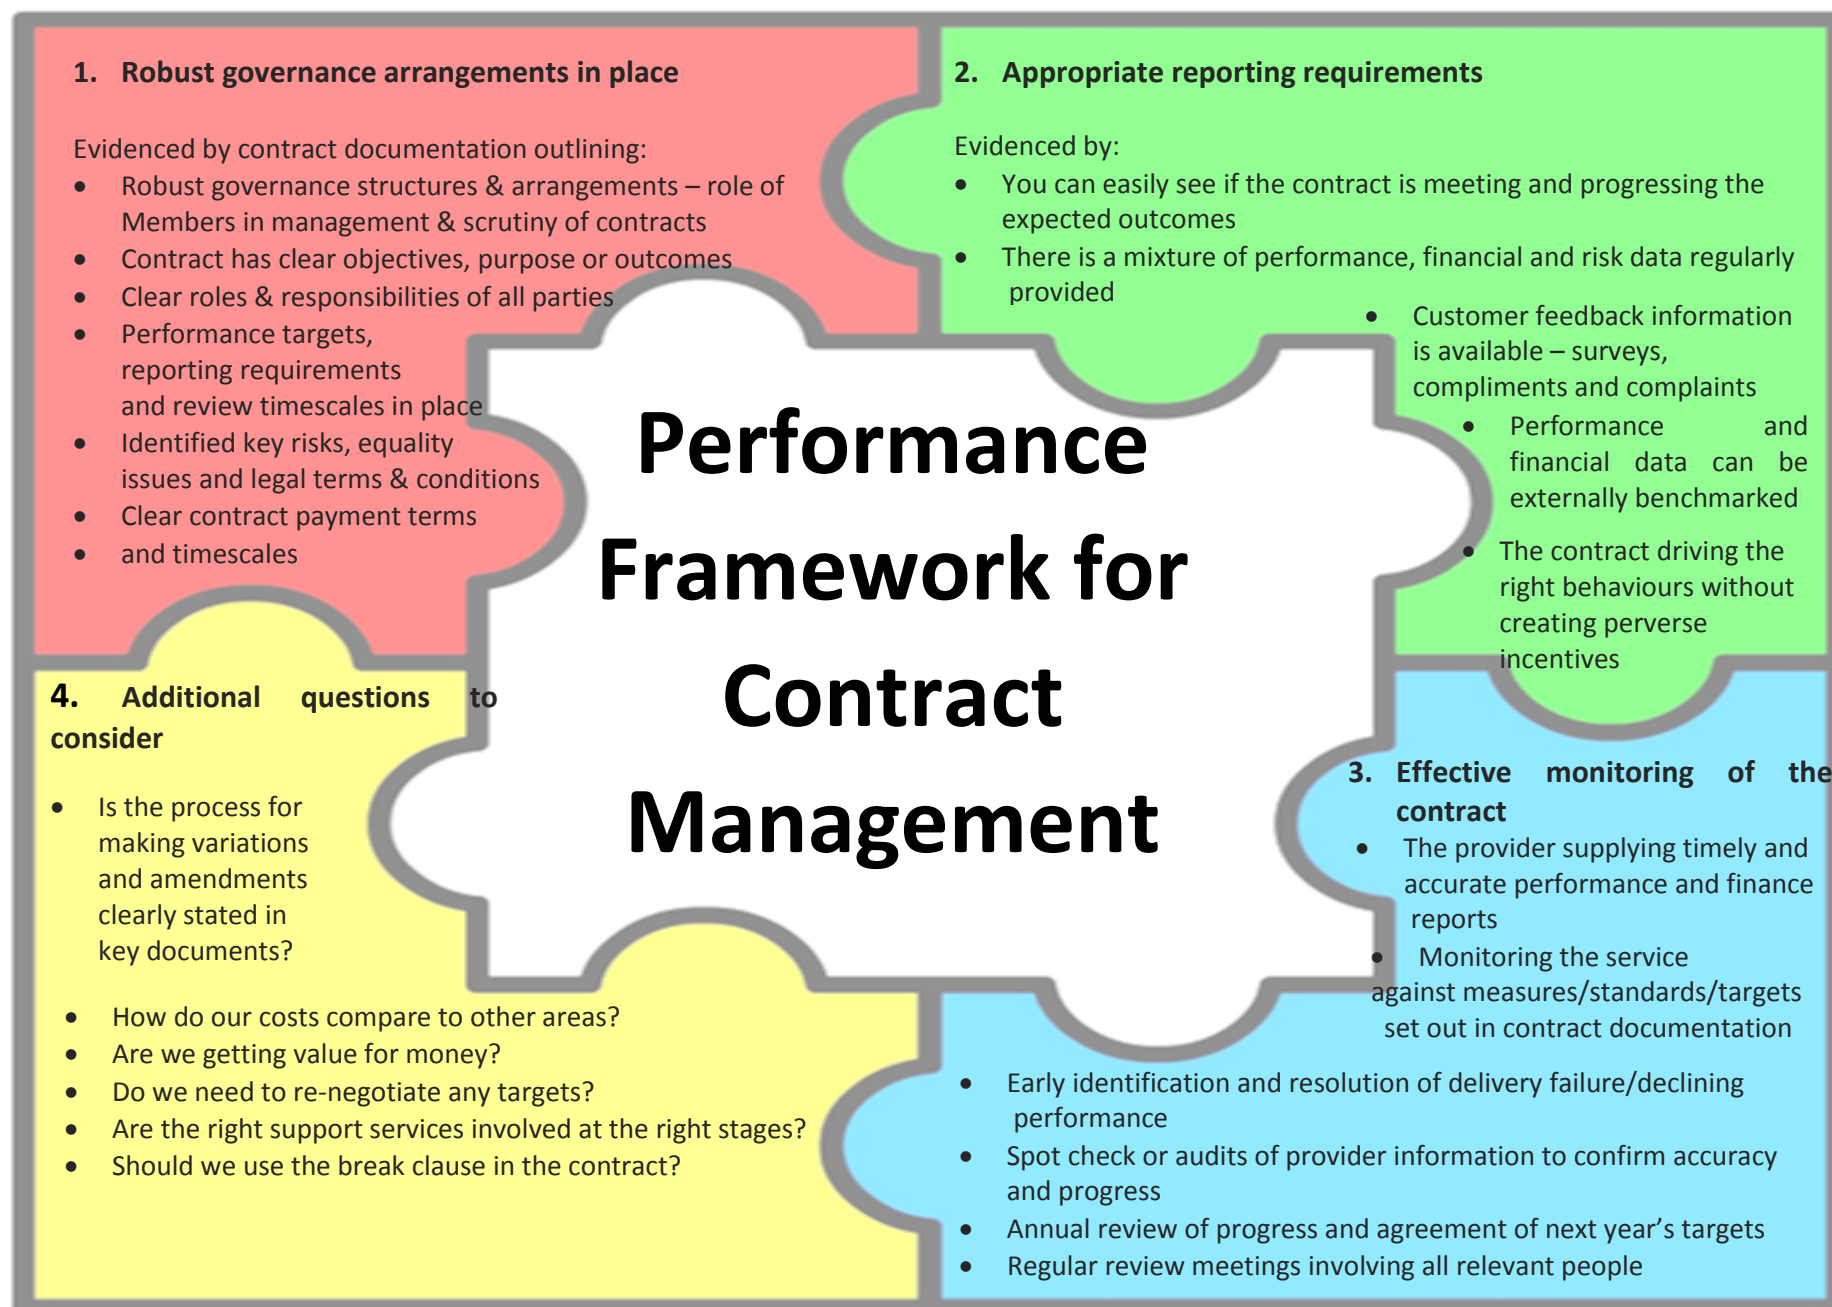 1. Robust governance arrangements in place
Evidenced by contract documentation outlining:
• Robust governance structures & arrangements – role of
Members in management & scrutiny of contracts
• Contract has clear objectives, purpose or outcomes
• Clear roles & responsibilities of all parties
• Performance targets,
reporting requirements
and review timescales in place
• Identified key risks, equality
issues and legal terms & conditions
• Clear contract payment terms
• and timescales
2. Appropriate reporting requirements
Evidenced by:
• You can easily see if the contract is meeting and progressing the
expected outcomes
• There is a mixture of performance, financial and risk data regularly
provided
• Customer feedback information
is available – surveys,
compliments and complaints
• Performance and
financial data can be
externally benchmarked
• The contract driving the
right behaviours without
creating perverse
incentives
Performance
Framework for
Contract
Management
3. Effective monitoring of the
contract
• The provider supplying timely and
accurate performance and finance
reports
• Monitoring the service
against measures/standards/targets
set out in contract documentation
• Early identification and resolution of delivery failure/declining
performance
• Spot check or audits of provider information to confirm accuracy
and progress
• Annual review of progress and agreement of next year’s targets
• Regular review meetings involving all relevant people
4. Additional questions to
consider
• Is the process for
making variations
and amendments
clearly stated in
key documents?
• How do our costs compare to other areas?
• Are we getting value for money?
• Do we need to re-negotiate any targets?
• Are the right support services involved at the right stages?
• Should we use the break clause in the contract?